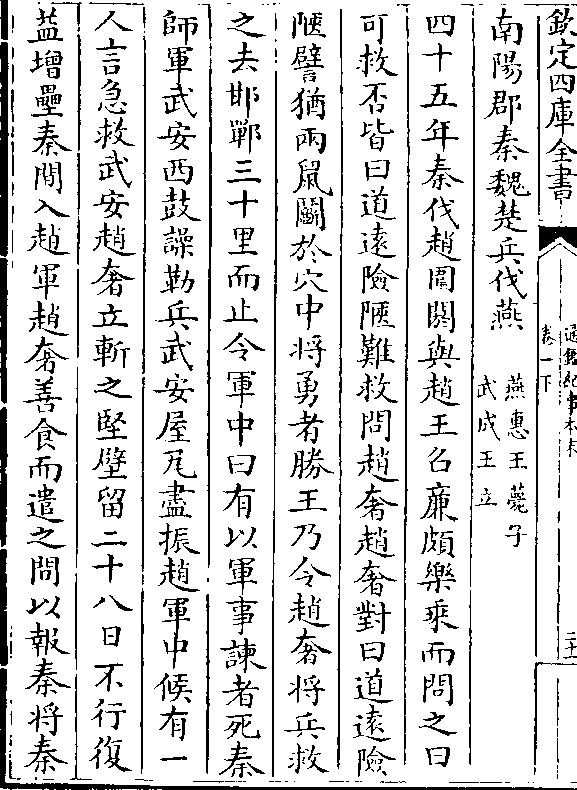 欽定四庫全書
通鑑紀事本末
卷一下
二十
南陽郡秦魏楚兵伐燕 燕惠王薨子
武成王立
四十五年秦伐趙圍閼與趙王召廉頗樂乘而問之曰
可救否皆曰道遠險陿難救問趙奢趙奢對曰道遠險
陿譬猶兩鼠鬬於穴中将勇者勝王乃令趙奢将兵救
之去邯鄲三十里而止令軍中曰有以軍事諫者死秦
師軍武安西鼓譟勒兵武安屋瓦盡振趙軍中候有一
人言急救武安趙奢立斬之堅壁留二十八日不行復
益增壘秦間入趙軍趙奢善食而遣之間以報秦将秦